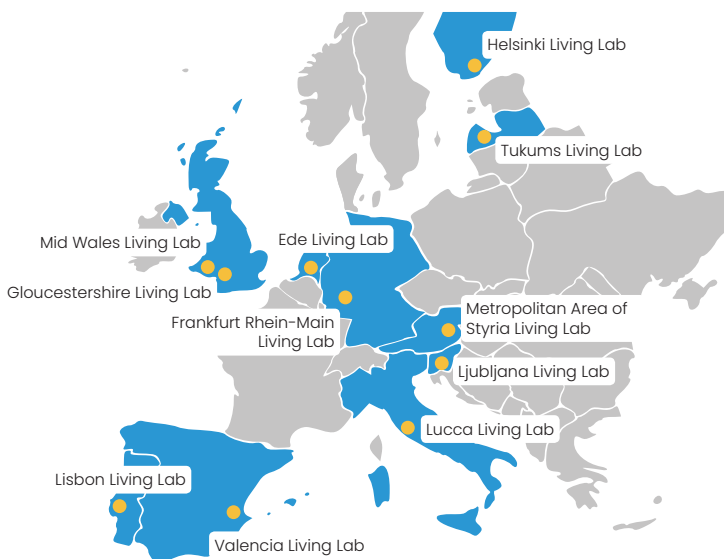 Helsinki Living Lab
Tukums Living Lab
Mid Wales Living Lab
Ede Living Lab
Gloucestershire Living Lab
Frankfurt Rhein-Main
Living Lab
Metropolitan Area of
Styria Living Lab
Ljubljana Living Lab
Lucca Living Lab
Lisbon Living Lab
Valencia Living Lab